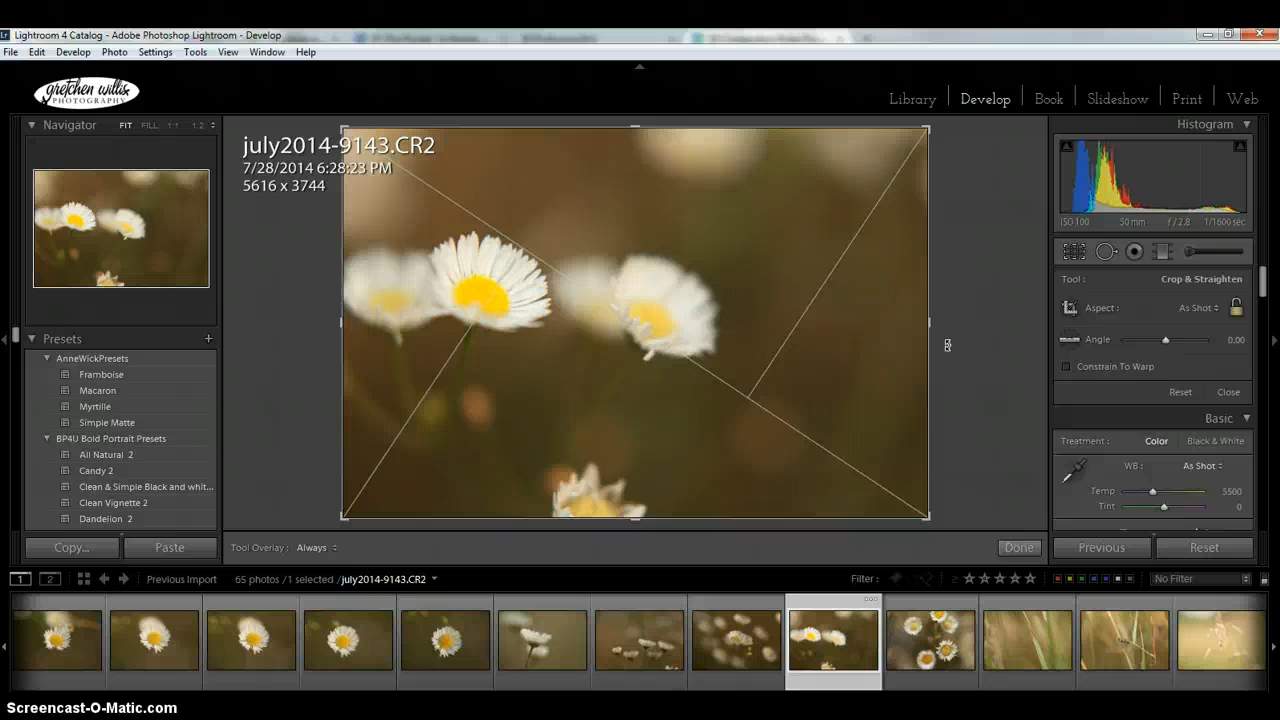 Lightroom 4 Catalog - Adobe Photoshop Lightroom - Develop
File Edit Develop Photo Settings Tools View Window Help
gretchen willis
PHOTOGRAPHY
Library Develop Book Slideshow Print Web
Navigator FIT FILL 1:1 1:2
Histogram
july2014-9143.CR2
7/28/2014 6:28:23 PM
5616 x 3744
ISO 100 50 mm f / 2.8 1/1600 sec
Tool : Crop & Straighten
Aspect : As Shot
Angle 0.00
Constrain To Warp
Reset Close
Presets +
AnneWickPresets
Framboise
Macaron
Myrtille
Simple Matte
BP4U Bold Portrait Presets
All Natural 2
Candy 2
Clean & Simple Black and whit...
Clean Vignette 2
Dandelion 2
Basic
Treatment : Color Black & White
WB : As Shot
Temp 5500
Tint 0
Copy... Paste
Tool Overlay : Always
Done
Previous Reset
1 2 Previous Import 65 photos /1 selected /july2014-9143.CR2
Filter : No Filter
Screencast-O-Matic.com